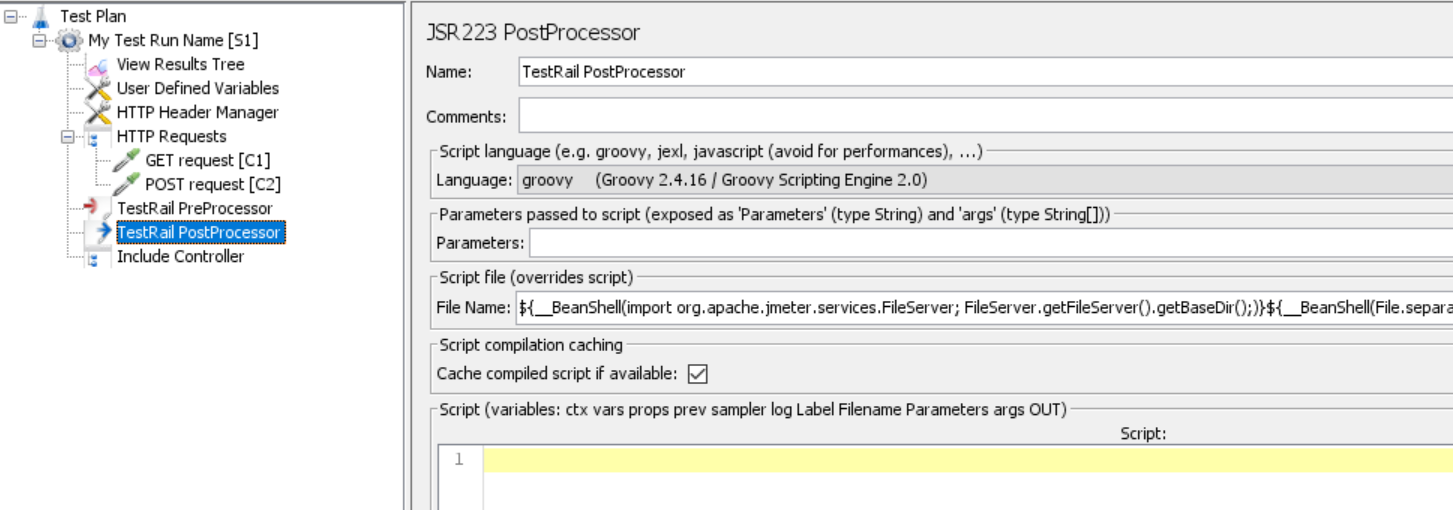 Test Plan
My Test Run Name [S1]
View Results Tree
User Defined Variables
HTTP Header Manager
HTTP Requests
GET request [C1]
POST request [C2]
TestRail PreProcessor
TestRail PostProcessor
Include Controller
JSR223 PostProcessor
Name: TestRail PostProcessor
Comments:
Script language (e.g. groovy, jexl, javascript (avoid for performances), ...)
Language: groovy (Groovy 2.4.16 / Groovy Scripting Engine 2.0)
Parameters passed to script (exposed as 'Parameters' (type String) and 'args' (type String[]))
Parameters:
Script file (overrides script)
File Name: ${__BeanShell(import org.apache.jmeter.services.FileServer; FileServer.getFileServer().getBaseDir();)}${__BeanShell(File.separa
Script compilation caching
Cache compiled script if available:
Script (variables: ctx vars props prev sampler log Label Filename Parameters args OUT)
Script:
1